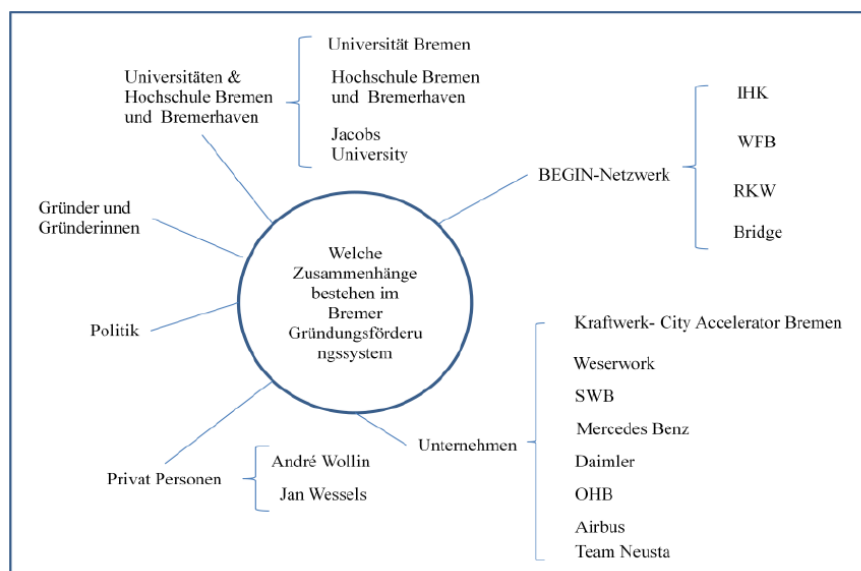 Universitäten &
Hochschule Bremen
und Bremerhaven
Universität Bremen
Hochschule Bremen
und Bremerhaven
Jacobs
University
BEGIN-Netzwerk
IHK
WFB
RKW
Bridge
Gründer und
Gründerinnen
Welche
Zusammenhänge
bestehen im
Bremer
Gründungsförderu
ngssystem
Politik
Privat Personen
André Wollin
Jan Wessels
Unternehmen
Kraftwerk- City Accelerator Bremen
Weserwork
SWB
Mercedes Benz
Daimler
OHB
Airbus
Team Neusta